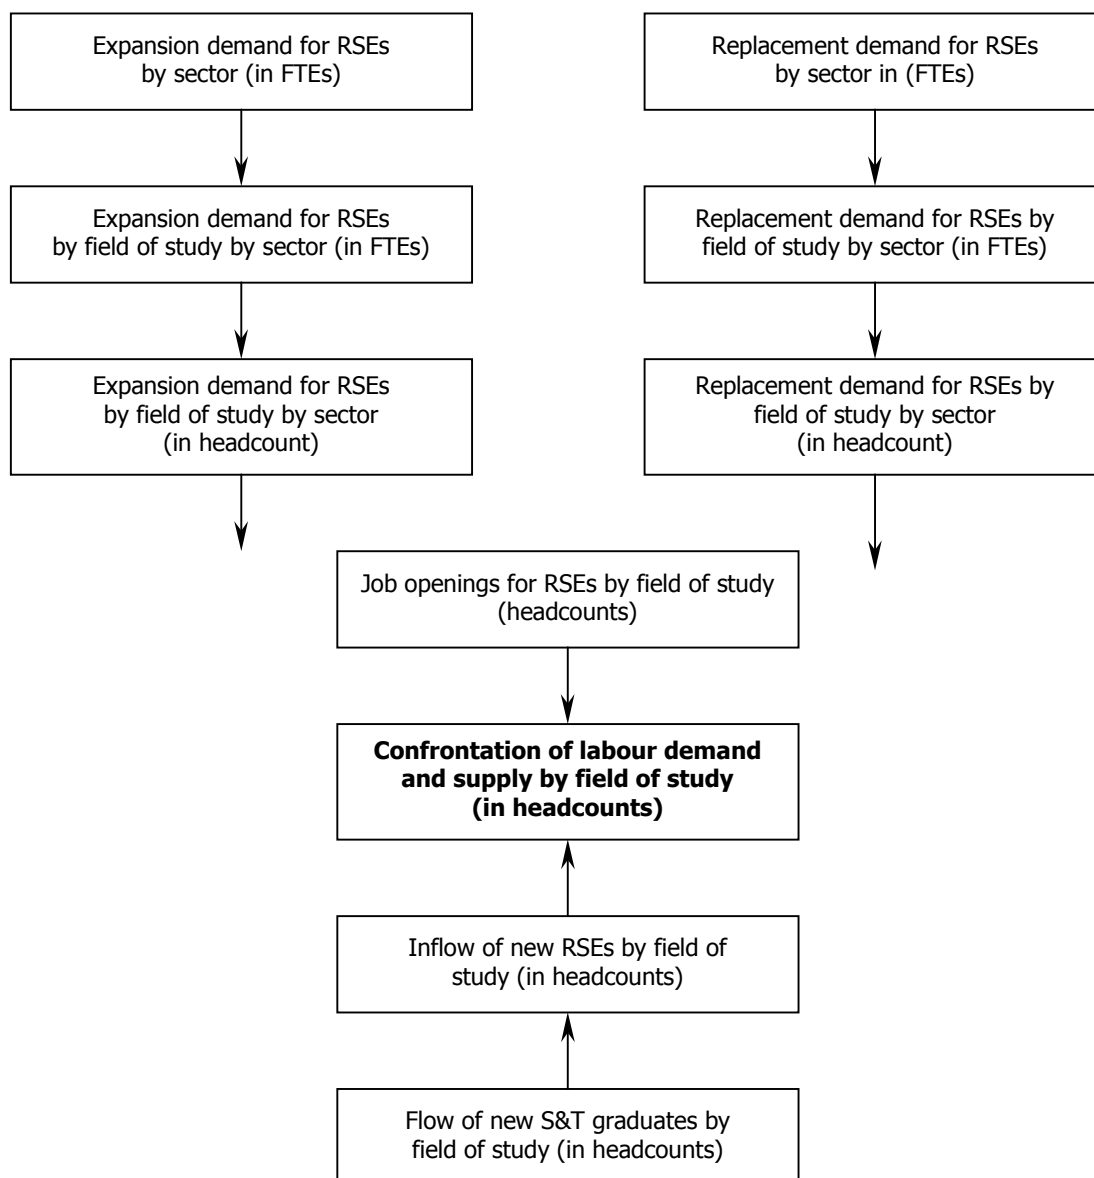 Expansion demand for RSEs
by sector (in FTEs)
Replacement demand for RSEs
by sector in (FTEs)
Expansion demand for RSEs
by field of study by sector (in FTEs)
Replacement demand for RSEs by
field of study by sector (in FTEs)
Expansion demand for RSEs
by field of study by sector
(in headcount)
Replacement demand for RSEs by
field of study by sector
(in headcount)
Job openings for RSEs by field of study
(headcounts)
Confrontation of labour demand
and supply by field of study
(in headcounts)
Inflow of new RSEs by field of
study (in headcounts)
Flow of new S&T graduates by
field of study (in headcounts)